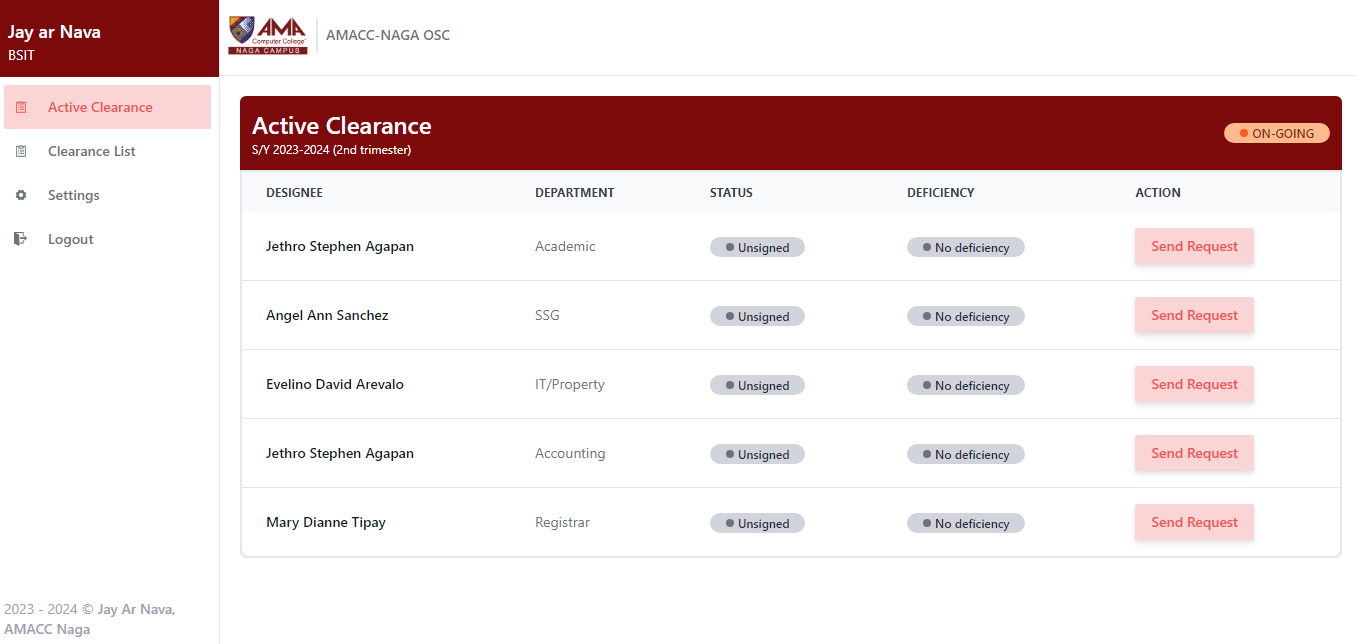 Jay ar Nava
BSIT
Active Clearance
Clearance List
Settings
Logout
2023 - 2024 © Jay Ar Nava,
AMACC Naga
AMA
Computer College
NAGA CAMPUS
AMACC-NAGA OSC
Active Clearance
S/Y 2023-2024 (2nd trimester)
ON-GOING
DESIGNEE DEPARTMENT STATUS DEFICIENCY ACTION
Jethro Stephen Agapan Academic Unsigned No deficiency Send Request
Angel Ann Sanchez SSG Unsigned No deficiency Send Request
Evelino David Arevalo IT/Property Unsigned No deficiency Send Request
Jethro Stephen Agapan Accounting Unsigned No deficiency Send Request
Mary Dianne Tipay Registrar Unsigned No deficiency Send Request